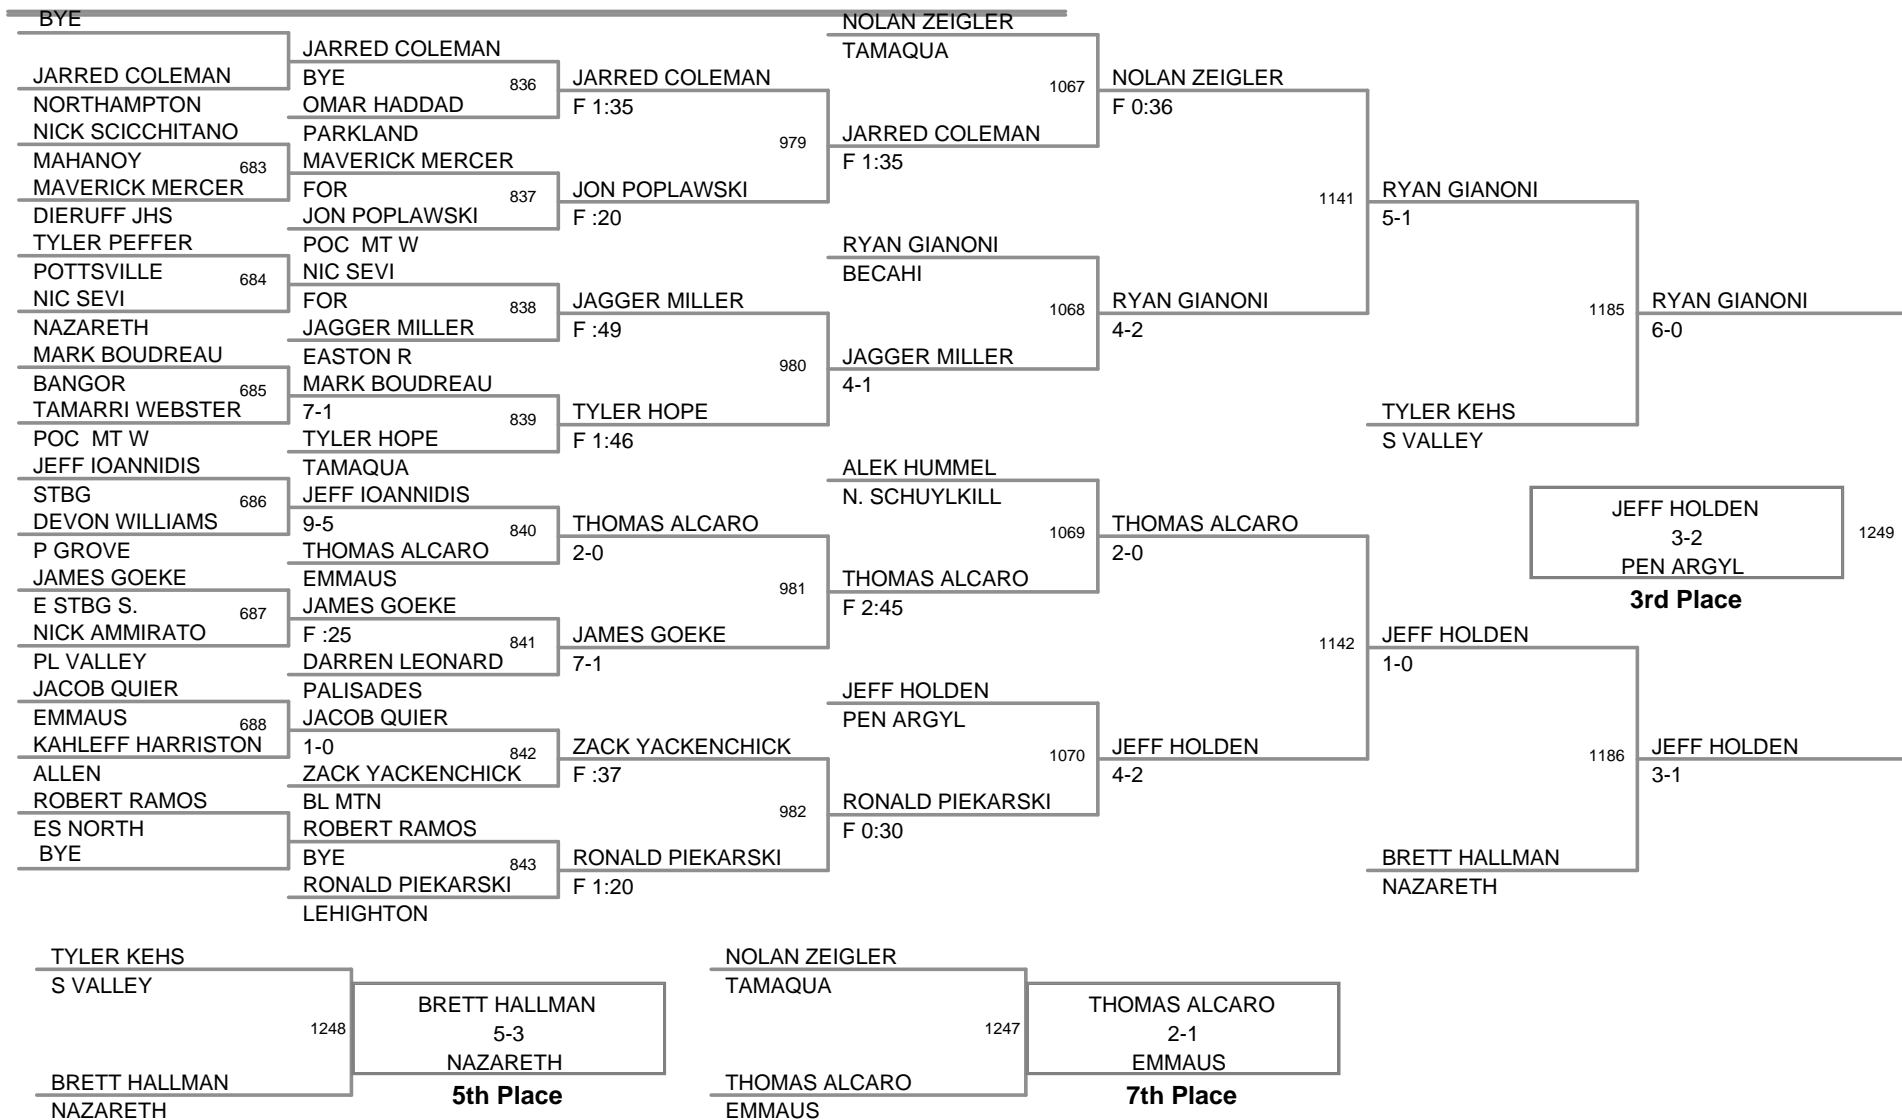 BYE
JARRED COLEMAN
NORTHAMPTON
NICK SCICCHITANO
MAHANOY
683
MAVERICK MERCER
DIERUFF JHS
TYLER PEFFER
POTTSVILLE
684
NIC SEVI
NAZARETH
MARK BOUDREAU
BANGOR
685
TAMARRI WEBSTER
POC MT W
JEFF IOANNIDIS
STBG
686
DEVON WILLIAMS
P GROVE
JAMES GOEKE
E STBG S.
687
NICK AMMIRATO
PL VALLEY
JACOB QUIER
EMMAUS
688
KAHLEFF HARRISTON
ALLEN
ROBERT RAMOS
ES NORTH
BYE
JARRED COLEMAN
BYE
836
OMAR HADDAD
PARKLAND
MAVERICK MERCER
FOR
837
JON POPLAWSKI
POC MT W
NIC SEVI
FOR
838
JAGGER MILLER
EASTON R
MARK BOUDREAU
7-1
839
TYLER HOPE
TAMAQUA
JEFF IOANNIDIS
9-5
840
THOMAS ALCARO
EMMAUS
JAMES GOEKE
F :25
841
DARREN LEONARD
PALISADES
JACOB QUIER
1-0
842
ZACK YACKENCHICK
BL MTN
ROBERT RAMOS
BYE
843
RONALD PIEKARSKI
LEHIGHTON
JARRED COLEMAN
F 1:35
979
JON POPLAWSKI
F :20
JAGGER MILLER
F :49
980
TYLER HOPE
F 1:46
THOMAS ALCARO
2-0
981
JAMES GOEKE
7-1
ZACK YACKENCHICK
F :37
982
RONALD PIEKARSKI
F 1:20
NOLAN ZEIGLER
TAMAQUA
1067
JARRED COLEMAN
F 1:35
RYAN GIANONI
BECAHI
1068
JAGGER MILLER
4-1
ALEK HUMMEL
N. SCHUYLKILL
1069
THOMAS ALCARO
F 2:45
JEFF HOLDEN
PEN ARGYL
1070
RONALD PIEKARSKI
F 0:30
NOLAN ZEIGLER
F 0:36
1141
RYAN GIANONI
4-2
THOMAS ALCARO
2-0
1142
JEFF HOLDEN
4-2
RYAN GIANONI
5-1
1185
TYLER KEHS
S VALLEY
JEFF HOLDEN
1-0
1186
BRETT HALLMAN
NAZARETH
RYAN GIANONI
6-0
JEFF HOLDEN
3-1
JEFF HOLDEN
3-2
PEN ARGYL
1249
3rd Place
TYLER KEHS
S VALLEY
1248
BRETT HALLMAN
NAZARETH
BRETT HALLMAN
5-3
NAZARETH
5th Place
NOLAN ZEIGLER
TAMAQUA
1247
THOMAS ALCARO
EMMAUS
THOMAS ALCARO
2-1
EMMAUS
7th Place